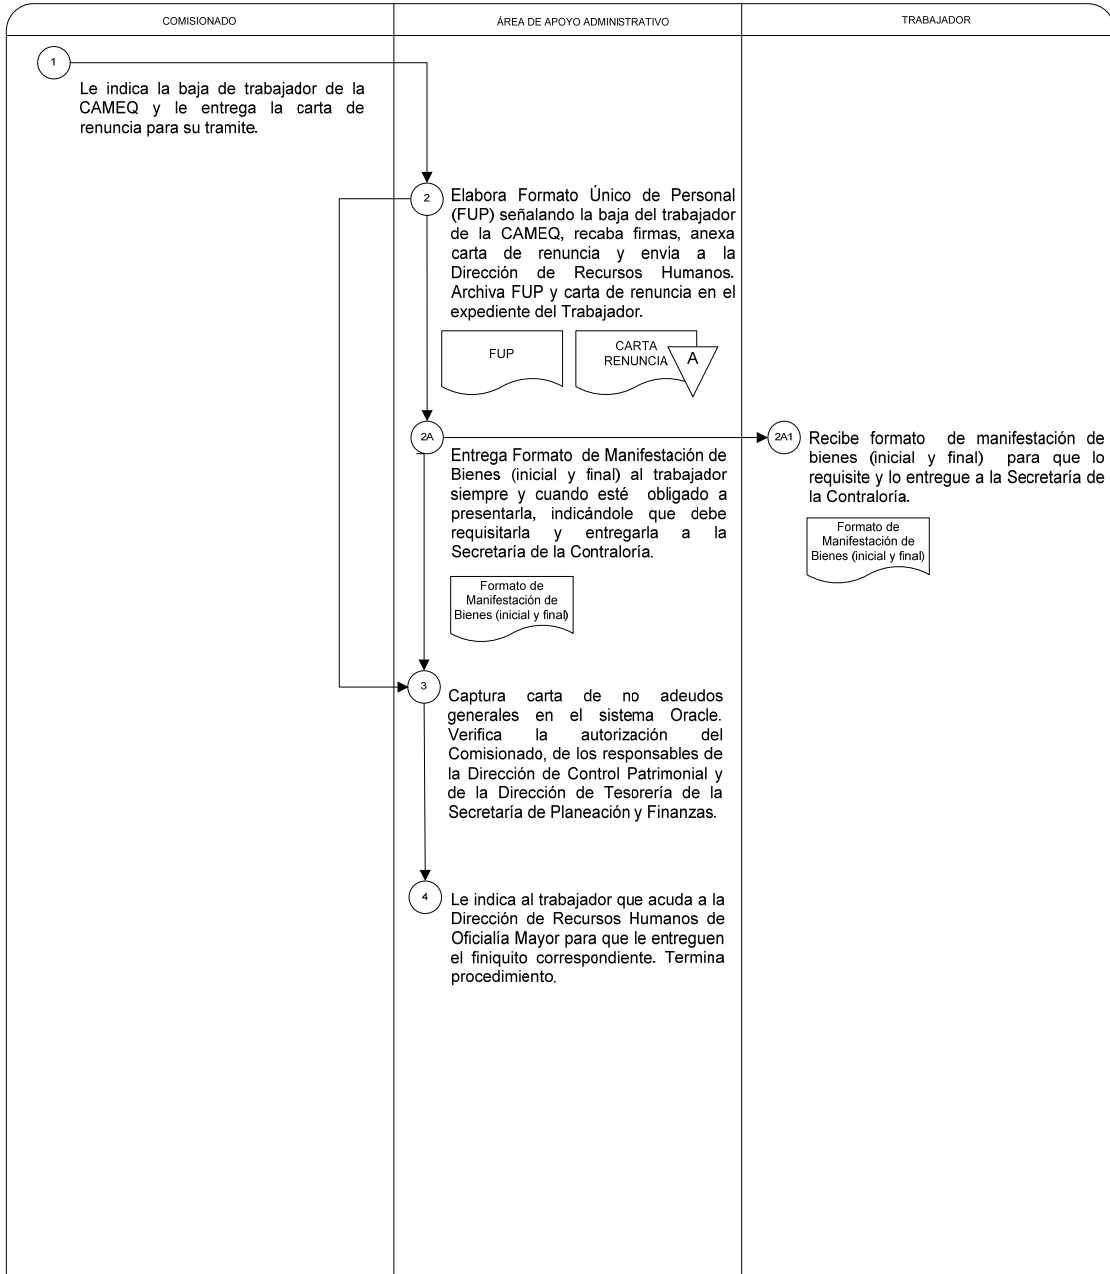 COMISIONADO
ÁREA DE APOYO ADMINISTRATIVO
TRABAJADOR
1
Le indica la baja de trabajador de la
CAMEQ y le entrega la carta de
renuncia para su tramite.
2
Elabora Formato Único de Personal
(FUP) señalando la baja del trabajador
de la CAMEQ, recaba firmas, anexa
carta de renuncia y envía a la
Dirección de Recursos Humanos.
Archiva FUP y carta de renuncia en el
expediente del Trabajador.
FUP
CARTA
RENUNCIA
A
2A
Entrega Formato de Manifestación de
Bienes (inicial y final) al trabajador
siempre y cuando esté obligado a
presentarla, indicándole que debe
requisitarla y entregarla a la
Secretaría de la Contraloría.
Formato de
Manifestación de
Bienes (inicial y final)
2A1
Recibe formato de manifestación de
bienes (inicial y final) para que lo
requisite y lo entregue a la Secretaría de
la Contraloría.
Formato de
Manifestación de
Bienes (inicial y final)
3
Captura carta de no adeudos
generales en el sistema Oracle.
Verifica la autorización del
Comisionado, de los responsables de
la Dirección de Control Patrimonial y
de la Dirección de Tesorería de la
Secretaría de Planeación y Finanzas.
4
Le indica al trabajador que acuda a la
Dirección de Recursos Humanos de
Oficialía Mayor para que le entreguen
el finiquito correspondiente. Termina
procedimiento.